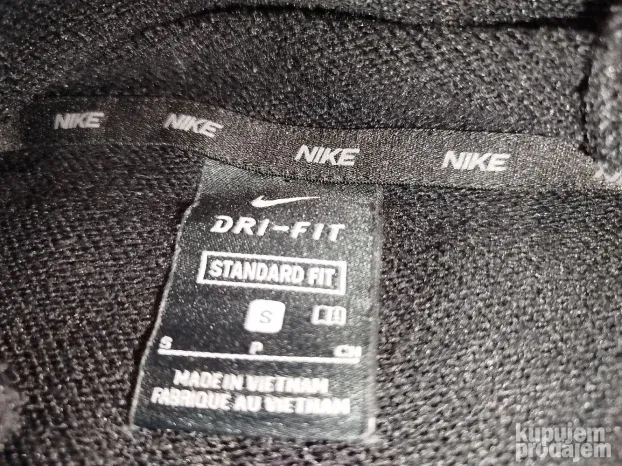 NIKE NIKE NIKE NIKE
DRI-FIT
STANDARD FIT
S
S P CH
MADE IN VIETNAM
FABRIQUE AU VIETNAM
kupujem
prodajem